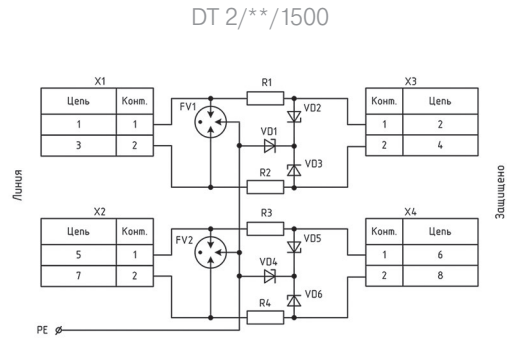 DT 2/**/1500
X1
Цепь Конт.
1 1
3 2
FV1
R1
VD2
VD1
VD3
R2
X3
Конт. Цепь
1 2
2 4
Линия
Защищено
X2
Цепь Конт.
5 1
7 2
FV2
R3
VD5
VD4
VD6
R4
X4
Конт. Цепь
1 6
2 8
PE